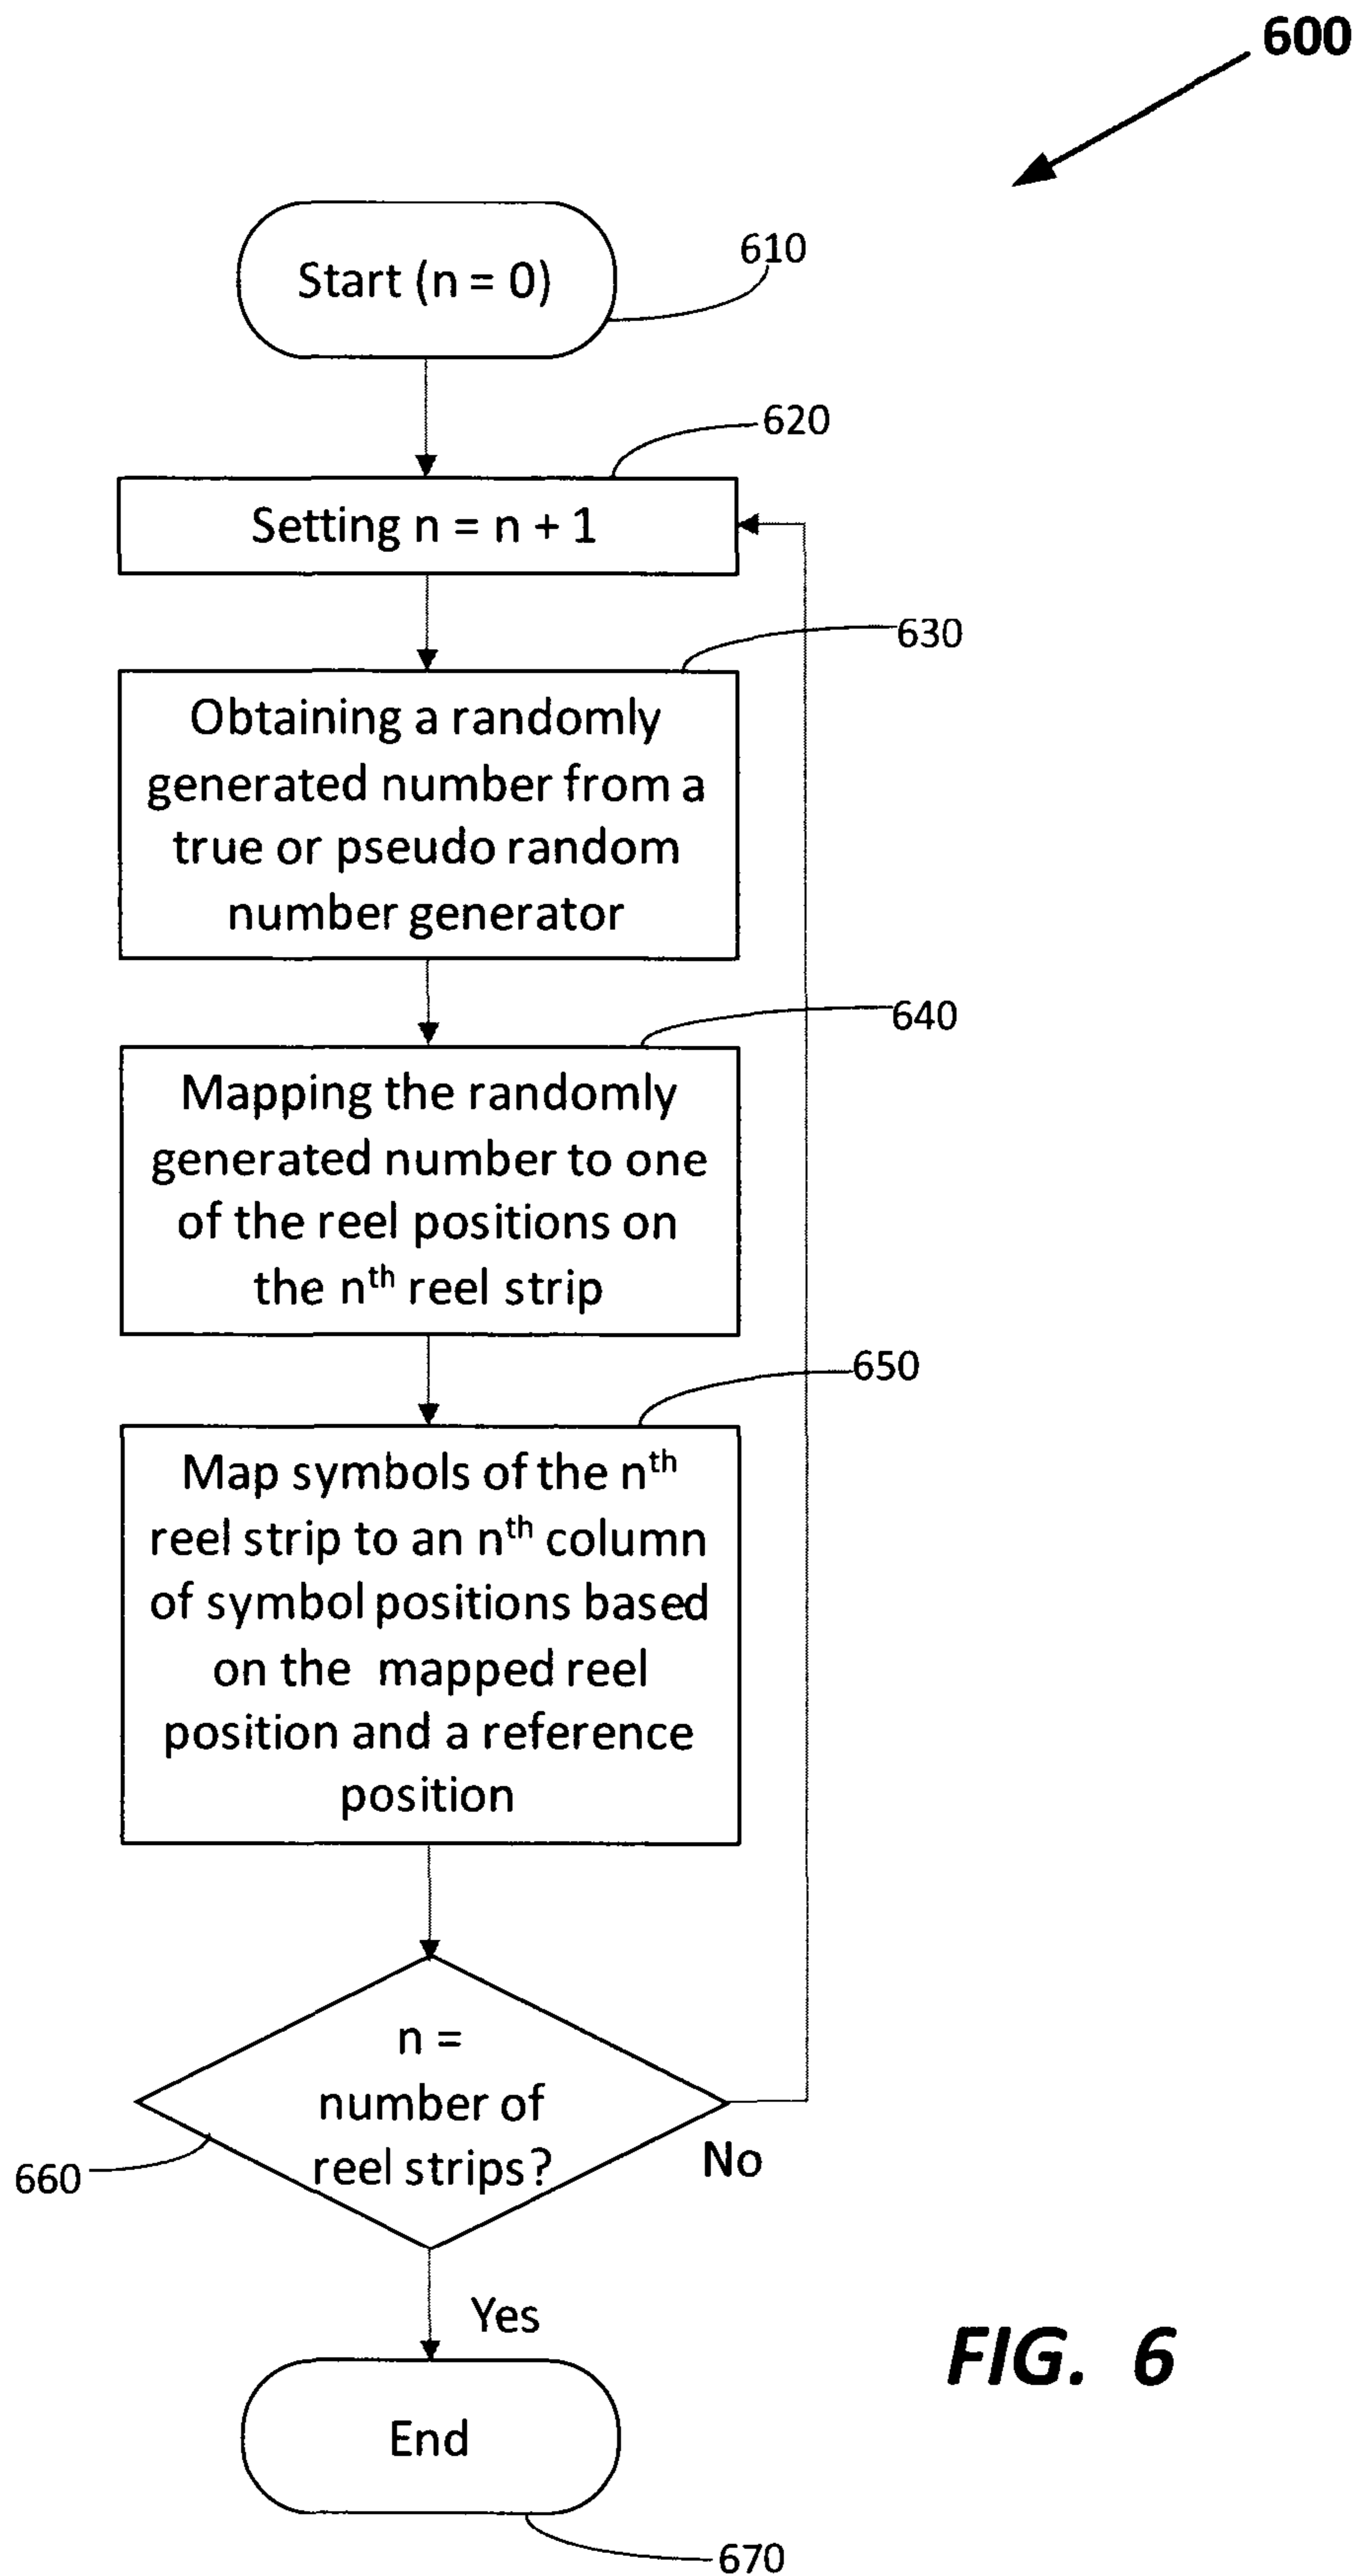 600
Start (n = 0)
610
620
Setting n = n + 1
630
Obtaining a randomly
generated number from a
true or pseudo random
number generator
640
Mapping the randomly
generated number to one
of the reel positions on
the nth reel strip
650
Map symbols of the nth
reel strip to an nth column
of symbol positions based
on the mapped reel
position and a reference
position
n =
number of
reel strips?
No
660
Yes
FIG. 6
End
670